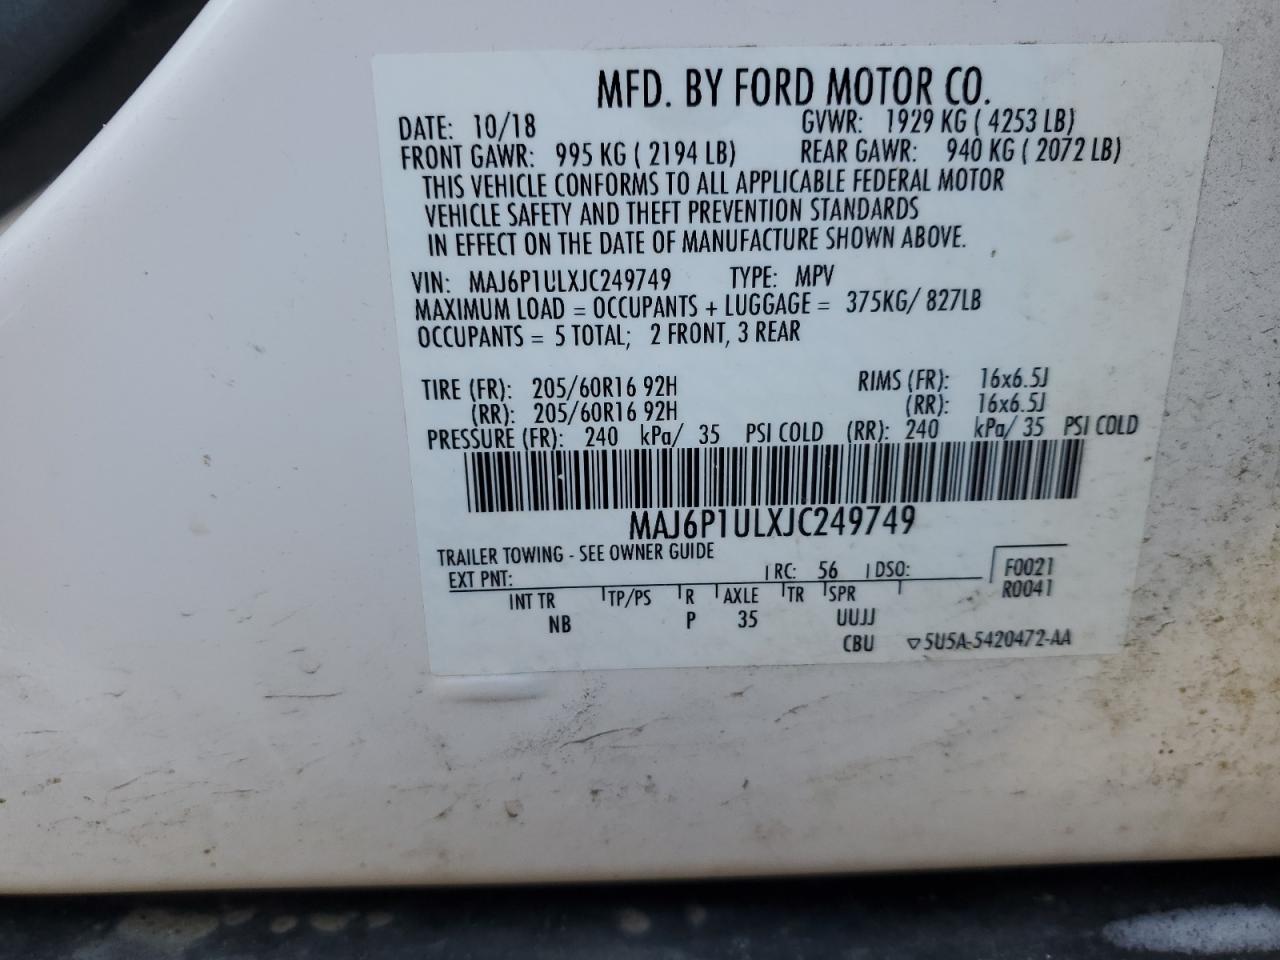 MFD. BY FORD MOTOR CO.
DATE: 10/18 GVWR: 1929 KG ( 4253 LB)
FRONT GAWR: 995 KG ( 2194 LB) REAR GAWR: 940 KG ( 2072 LB)
THIS VEHICLE CONFORMS TO ALL APPLICABLE FEDERAL MOTOR
VEHICLE SAFETY AND THEFT PREVENTION STANDARDS
IN EFFECT ON THE DATE OF MANUFACTURE SHOWN ABOVE.
VIN: MAJ6P1ULXJC249749 TYPE: MPV
MAXIMUM LOAD = OCCUPANTS + LUGGAGE = 375KG/ 827LB
OCCUPANTS = 5 TOTAL; 2 FRONT, 3 REAR
TIRE (FR): 205/60R16 92H RIMS (FR): 16x6.5J
(RR): 205/60R16 92H (RR): 16x6.5J
PRESSURE (FR): 240 kPa/ 35 PSI COLD (RR): 240 kPa/ 35 PSI COLD
MAJ6P1ULXJC249749
TRAILER TOWING - SEE OWNER GUIDE
EXT PNT: RC: 56 DSO: F0021
R0041
INT TR TP/PS R AXLE TR SPR
NB P 35 UUJJ
CBU ▽5U5A-5420472-AA